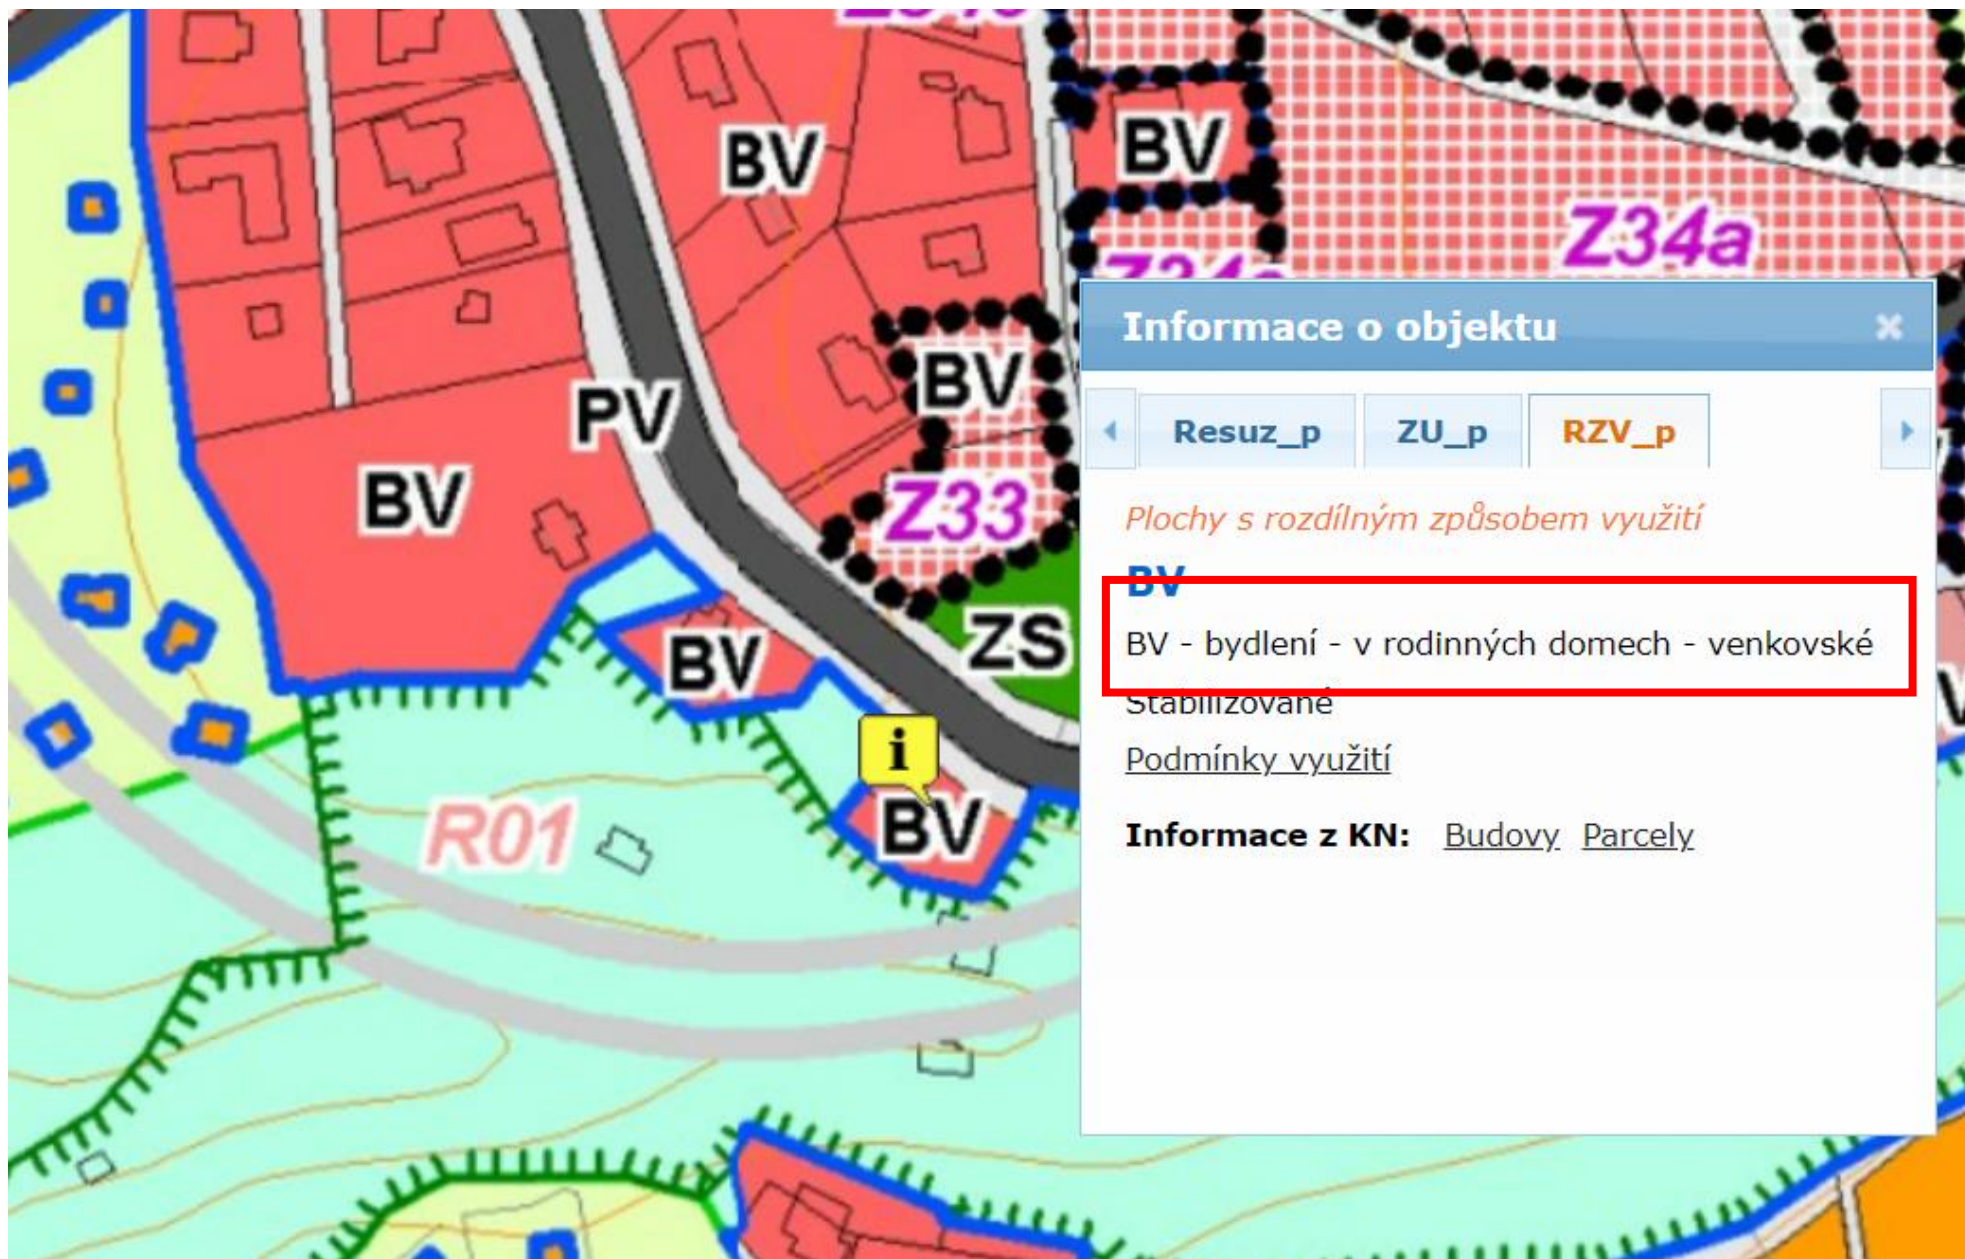 BV
BV
Z34a
PV
BV
BV
Z33
BV
ZS
BV
R01
i
BV
Informace o objektu
Resuz_p ZU_p RZV_p
Plochy s rozdílným způsobem využití
BV
BV - bydlení - v rodinných domech - venkovské
Stabilizované
Podmínky využití
Informace z KN: Budovy Parcely